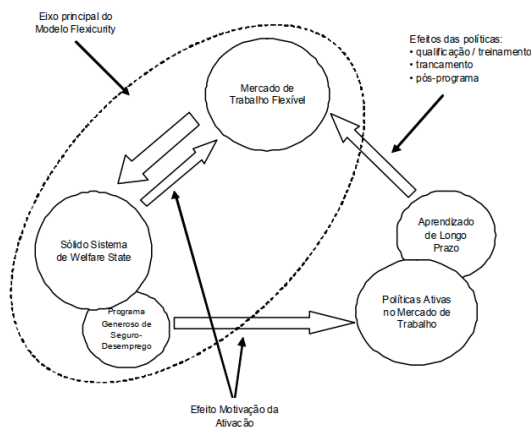 Eixo principal do
Modelo Flexicurity
Efeitos das políticas:
• qualificação / treinamento
• trancamento
• pós-programa
Mercado de
Trabalho Flexível
Sólido Sistema
de Welfare State
Programa
Generoso de
Seguro-
Desemprego
Aprendizado
de Longo
Prazo
Políticas Ativas
no Mercado de
Trabalho
Efeito Motivação da
Ativação